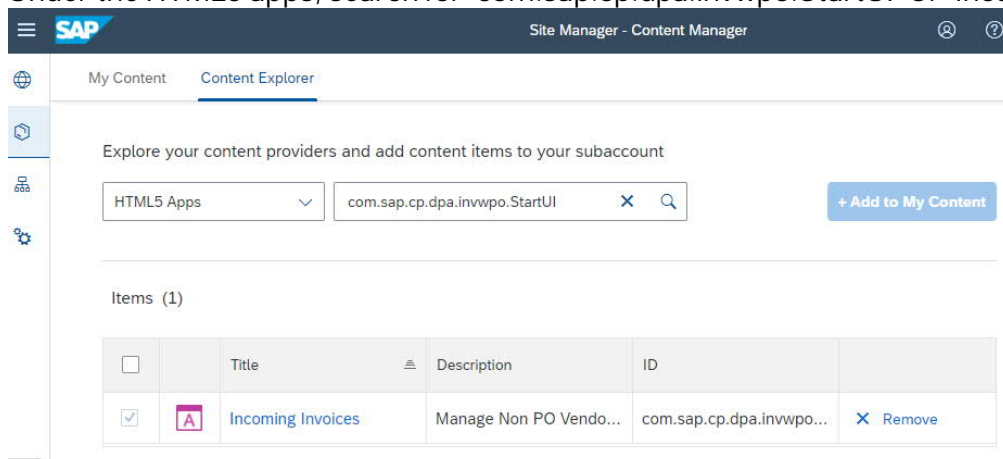 SAP
Site Manager - Content Manager
My Content
Content Explorer
Explore your content providers and add content items to your subaccount
HTML5 Apps
com.sap.cp.dpa.invwpo.StartUI
+ Add to My Content
Items (1)
Title
Description
ID
Incoming Invoices
Manage Non PO Vendo...
com.sap.cp.dpa.invwpo...
Remove